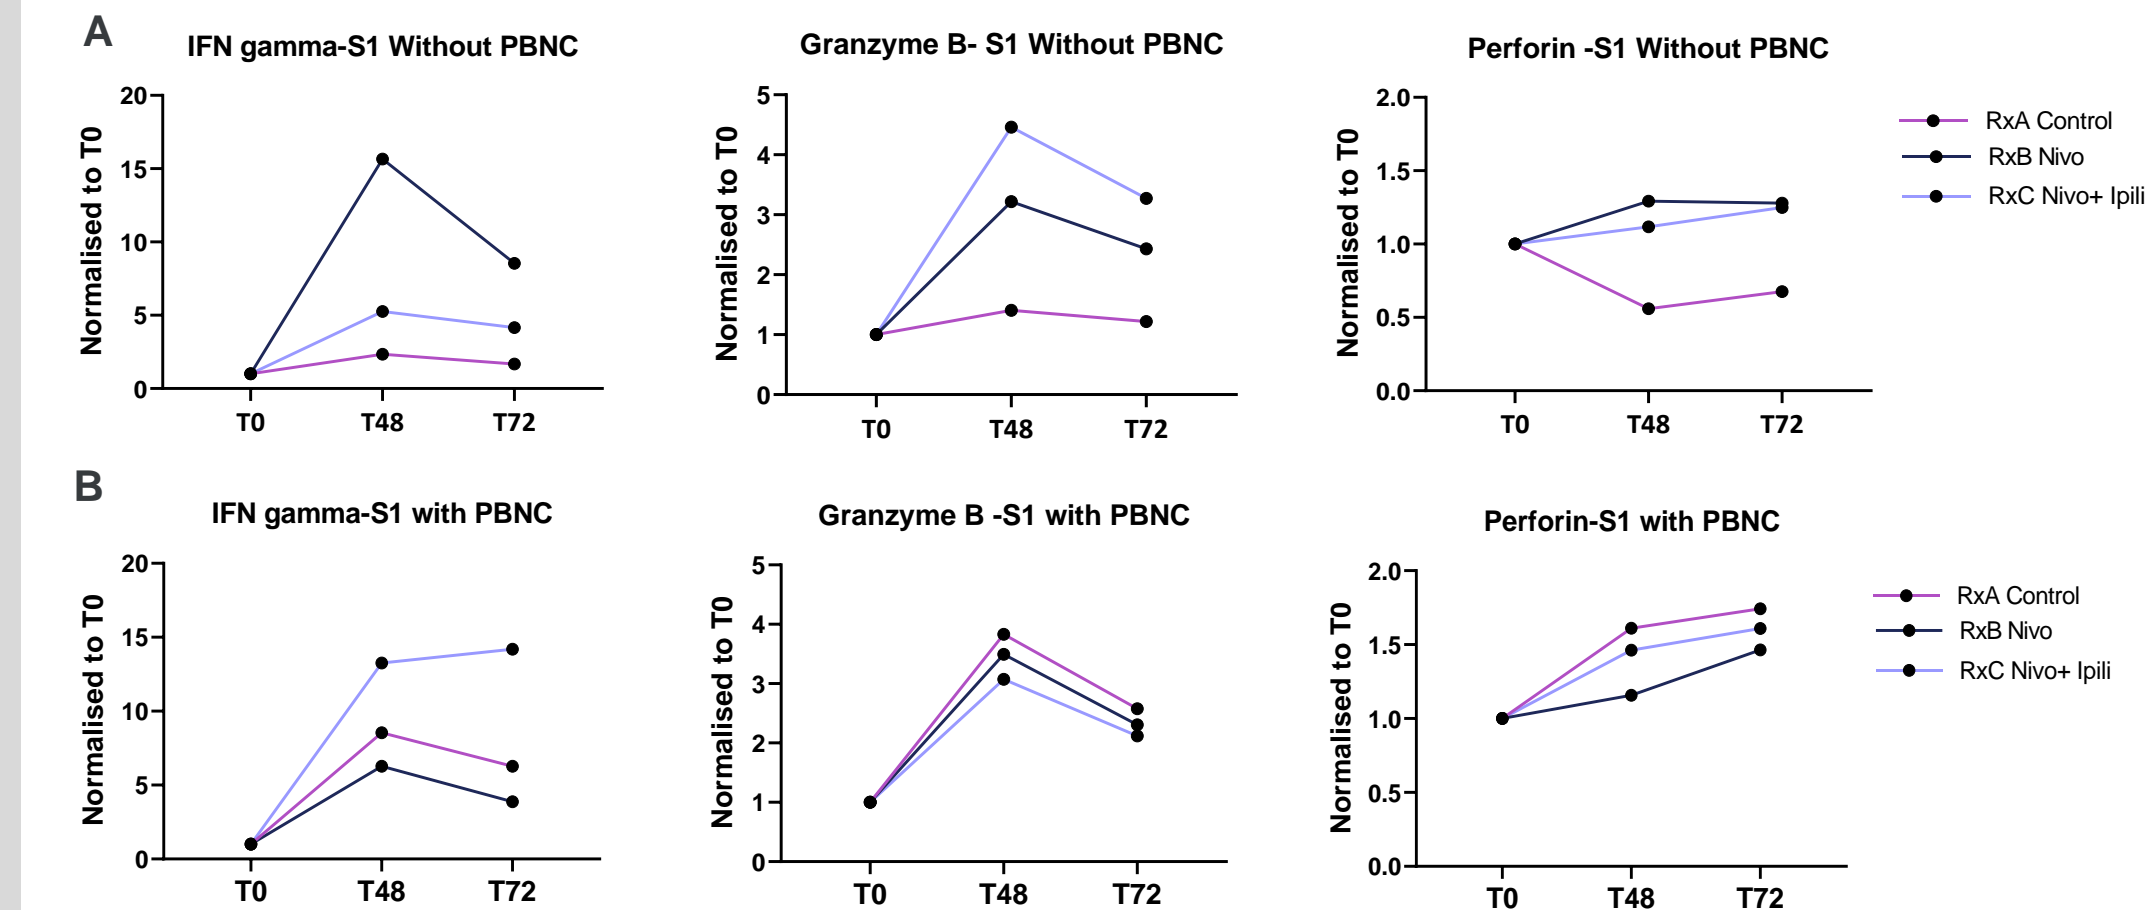 A
IFN gamma-S1 Without PBNC
Normalised to T0
20
15
10
5
0
T0 T48 T72
Granzyme B- S1 Without PBNC
Normalised to T0
5
4
3
2
1
0
T0 T48 T72
Perforin -S1 Without PBNC
Normalised to T0
2.0
1.5
1.0
0.5
0.0
T0 T48 T72
RxA Control
RxB Nivo
RxC Nivo+ Ipili
B
IFN gamma-S1 with PBNC
Normalised to T0
20
15
10
5
0
T0 T48 T72
Granzyme B -S1 with PBNC
Normalised to T0
5
4
3
2
1
0
T0 T48 T72
Perforin-S1 with PBNC
Normalised to T0
2.0
1.5
1.0
0.5
0.0
T0 T48 T72
RxA Control
RxB Nivo
RxC Nivo+ Ipili